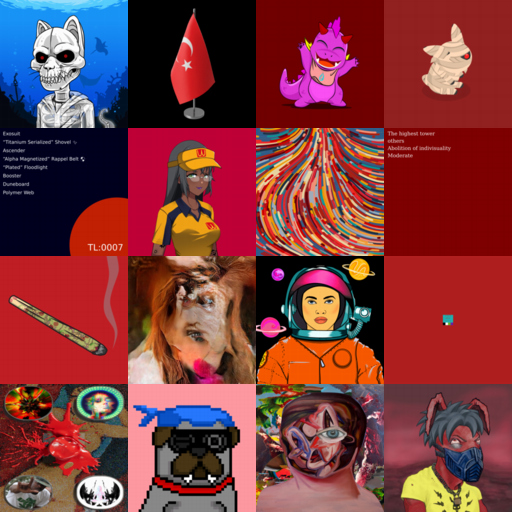 Exosuit
"Titanium Serialized" Shovel
Ascender
"Alpha Magnetized" Rappel Belt
"Plated" Floodlight
Booster
Duneboard
Polymer Web
TL:0007
The highest tower
others
Abolition of indiviuality
Moderate